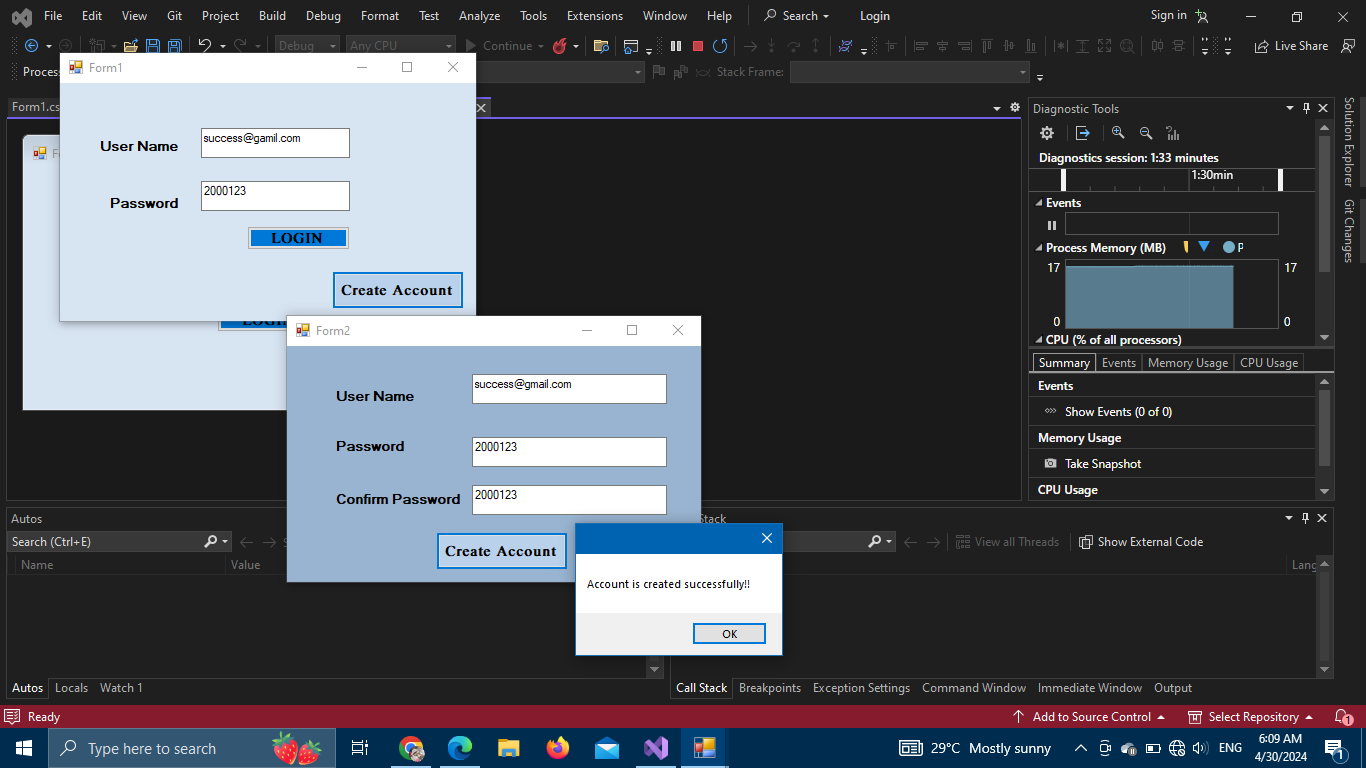 File Edit View Git Project Build Debug Format Test Analyze Tools Extensions Window Help Search Login Sign in
Debug Any CPU Continue Live Share
Process Stack Frame:
Form1.cs
Form1
User Name success@gamil.com
Password 2000123
LOGIN
Create Account
LOGIN
Form2
User Name success@gmail.com
Password 2000123
Confirm Password 2000123
Create Account
Account is created successfully!!
OK
Diagnostic Tools
Diagnostics session: 1:33 minutes
1:30min
Events
Process Memory (MB) P
17 17
0 0
CPU (% of all processors)
Summary Events Memory Usage CPU Usage
Events
Show Events (0 of 0)
Memory Usage
Take Snapshot
CPU Usage
Solution Explorer
Git Changes
Autos
Search (Ctrl+E)
Name Value
Autos Locals Watch 1
Stack
View all Threads Show External Code
Lang
Call Stack Breakpoints Exception Settings Command Window Immediate Window Output
Ready Add to Source Control Select Repository 1
Type here to search 29°C Mostly sunny ENG 6:09 AM
4/30/2024 1